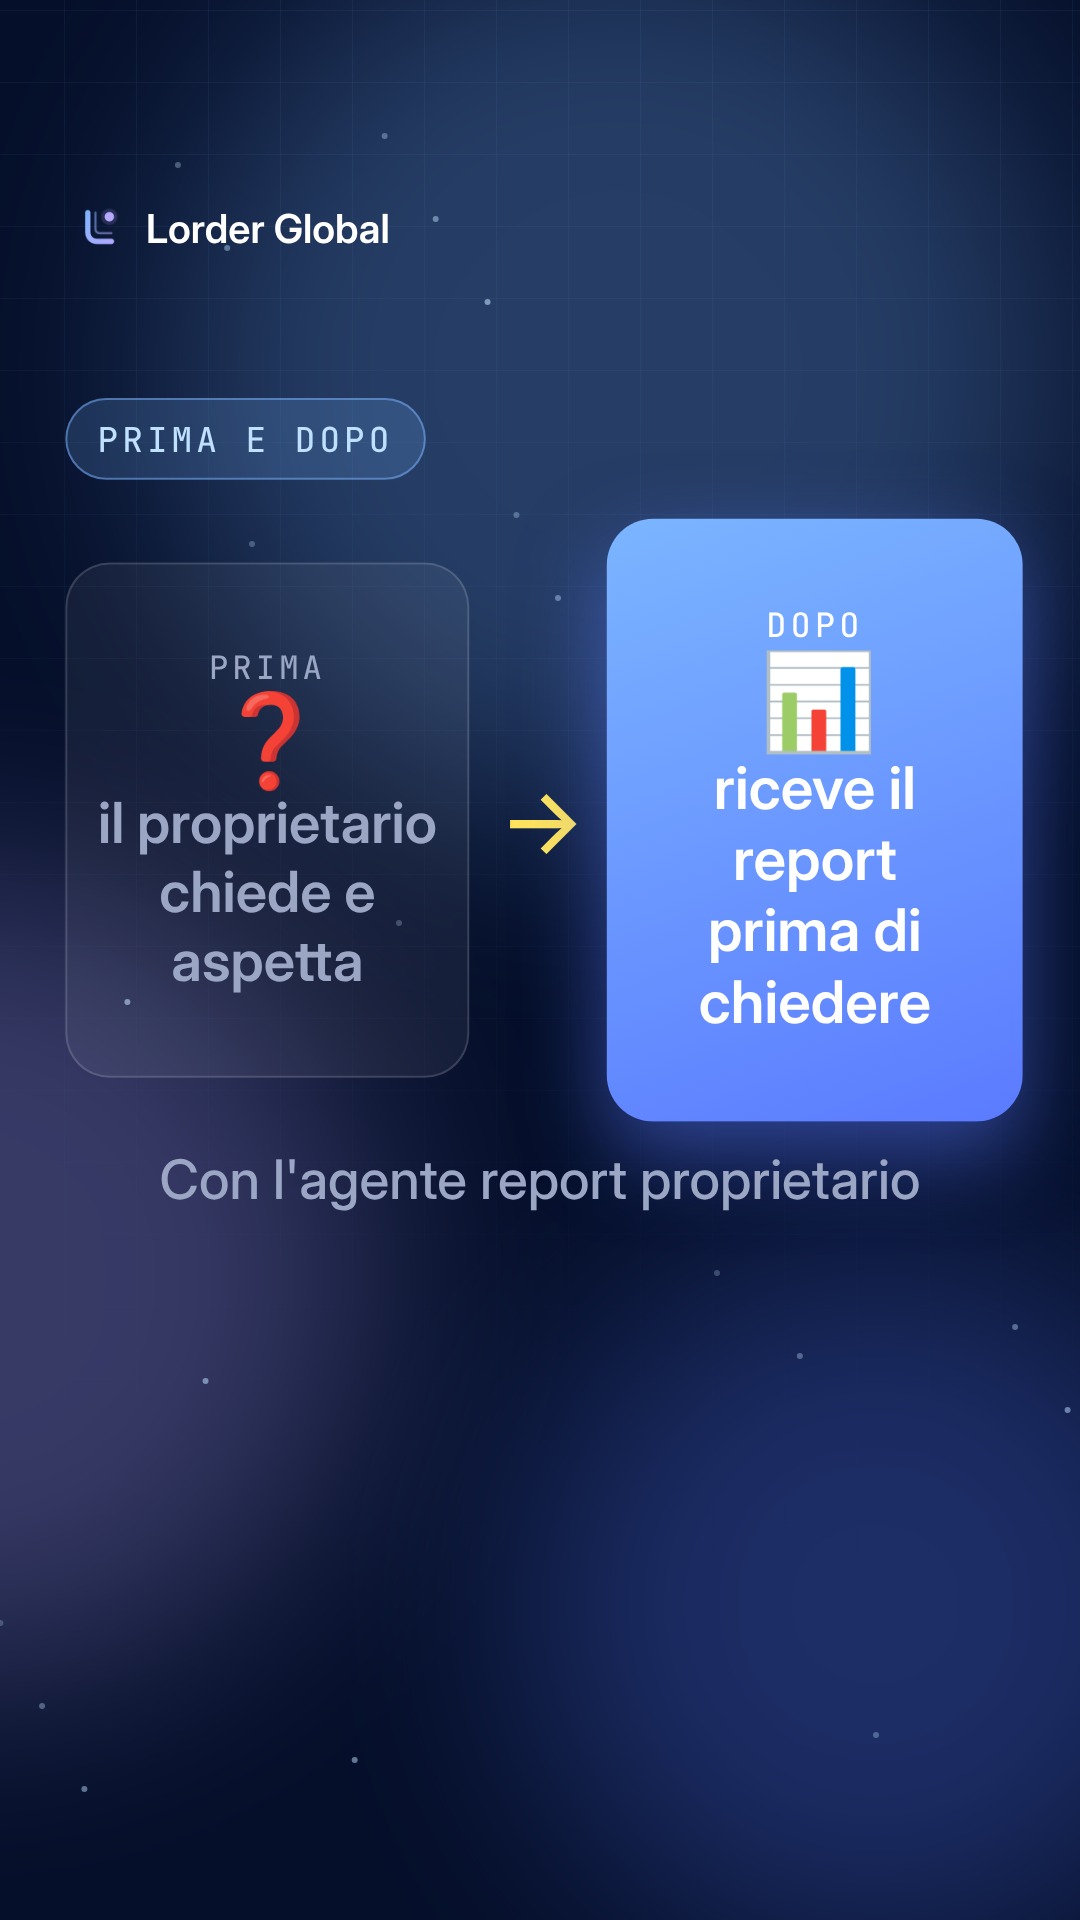 Lorder Global
PRIMA E DOPO
PRIMA
❓
il proprietario
chiede e
aspetta
→
DOPO
📊
riceve il
report
prima di
chiedere
Con l'agente report proprietario